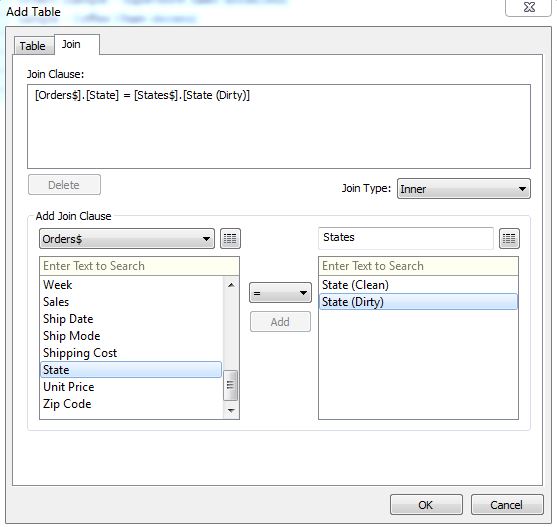 Add Table
Table
Join
Join Clause:
[Orders$].[State] = [States$].[State (Dirty)]
Delete
Join Type:
Inner
Add Join Clause
Orders$
States
Enter Text to Search
Enter Text to Search
Week
Sales
Ship Date
Ship Mode
Shipping Cost
State
Unit Price
Zip Code
=
Add
State (Clean)
State (Dirty)
OK
Cancel